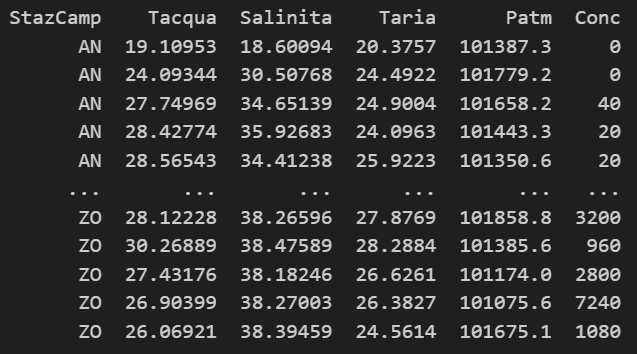 StazCamp Tacqua Salinita Taria Patm Conc
AN 19.10953 18.60094 20.3757 101387.3 0
AN 24.09344 30.50768 24.4922 101779.2 0
AN 27.74969 34.65139 24.9004 101658.2 40
AN 28.42774 35.92683 24.0963 101443.3 20
AN 28.56543 34.41238 25.9223 101350.6 20
... ... ... ... ... ...
ZO 28.12228 38.26596 27.8769 101858.8 3200
ZO 30.26889 38.47589 28.2884 101385.6 960
ZO 27.43176 38.18246 26.6261 101174.0 2800
ZO 26.90399 38.27003 26.3827 101075.6 7240
ZO 26.06921 38.39459 24.5614 101675.1 1080